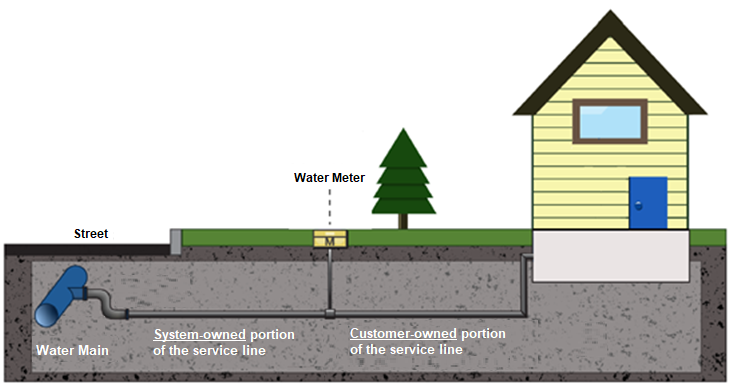 Water Meter
Street
M
System-owned portion
of the service line
Customer-owned portion
of the service line
Water Main